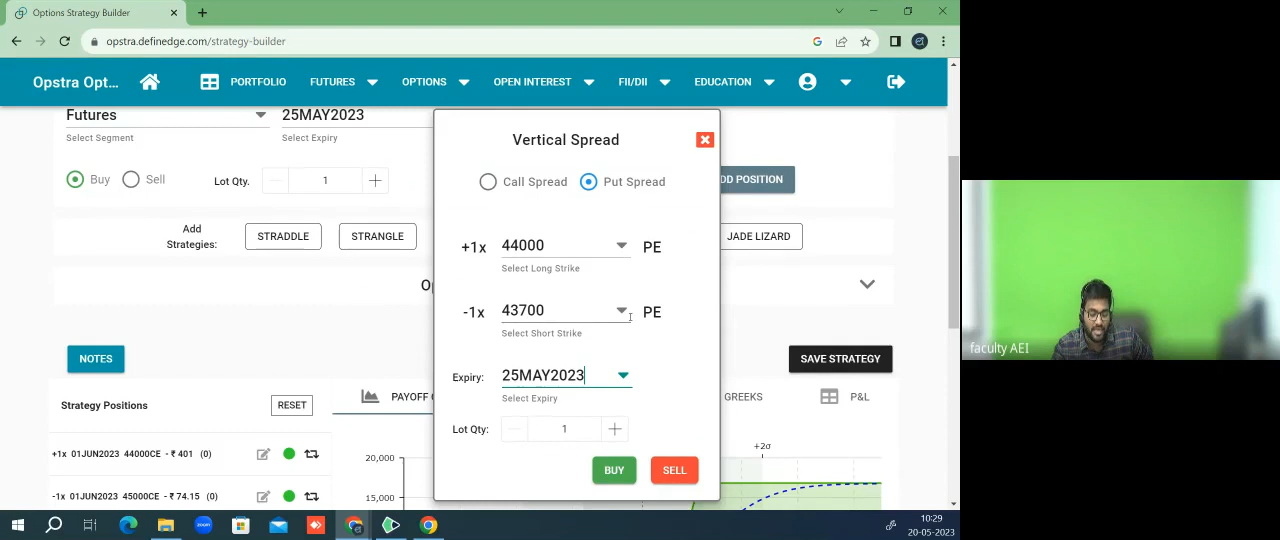 Options Strategy Builder
opstra.definedge.com/strategy-builder
Opstra Opt...
PORTFOLIO
FUTURES
OPTIONS
OPEN INTEREST
FII/DII
EDUCATION
Futures
25MAY2023
Select Segment
Select Expiry
Buy
Sell
Lot Qty.
1
DD POSITION
Add
Strategies:
STRADDLE
STRANGLE
JADE LIZARD
Op
Vertical Spread
Call Spread
Put Spread
+1x 44000 PE
Select Long Strike
-1x 43700 PE
Select Short Strike
Expiry: 25MAY2023
Select Expiry
Lot Qty: 1
BUY
SELL
NOTES
SAVE STRATEGY
Strategy Positions
RESET
PAYOFF
GREEKS
P&L
+1x 01JUN2023 44000CE - ₹ 401 (0)
-1x 01JUN2023 45000CE - ₹ 74.15 (0)
20,000
15,000
+2σ
faculty AEI
zoom
10:29
20-05-2023